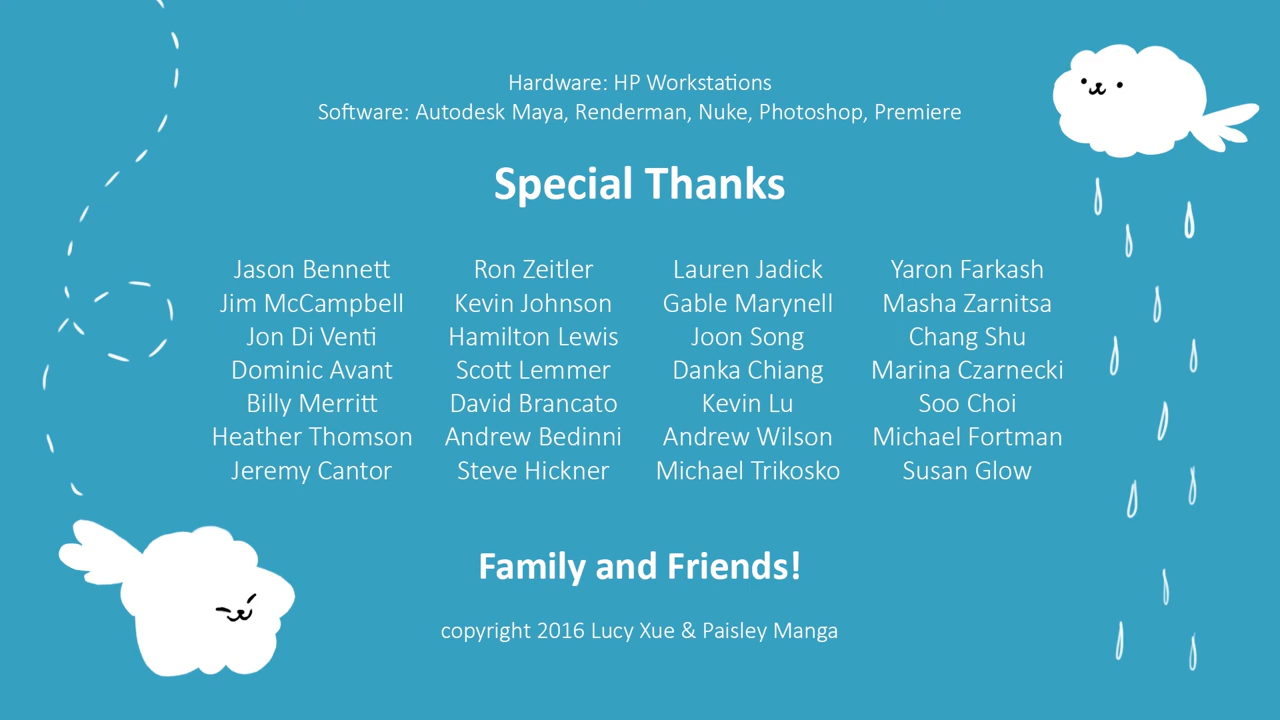 Hardware: HP Workstations
Software: Autodesk Maya, Renderman, Nuke, Photoshop, Premiere
Special Thanks
Jason Bennett
Jim McCampbell
Jon Di Venti
Dominic Avant
Billy Merritt
Heather Thomson
Jeremy Cantor
Ron Zeitler
Kevin Johnson
Hamilton Lewis
Scott Lemmer
David Brancato
Andrew Bedinni
Steve Hickner
Lauren Jadick
Gable Marynell
Joon Song
Danka Chiang
Kevin Lu
Andrew Wilson
Michael Trikosko
Yaron Farkash
Masha Zarnitsa
Chang Shu
Marina Czarnecki
Soo Choi
Michael Fortman
Susan Glow
Family and Friends!
copyright 2016 Lucy Xue & Paisley Manga